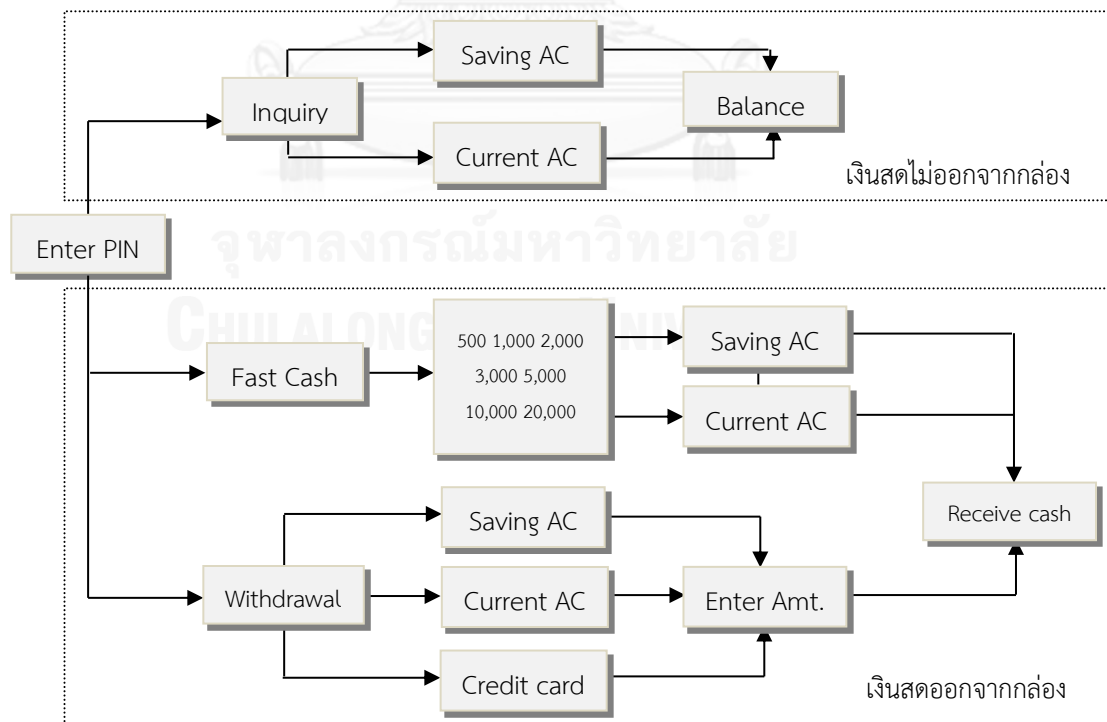 Saving AC
Inquiry
Balance
Current AC
เงินสดไม่ออกจากกล่อง
Enter PIN
จุฬาลงกรณ์มหาวิทยาลัย
500 1,000 2,000
3,000 5,000
10,000 20,000
Saving AC
Fast Cash
Current AC
Receive cash
Saving AC
Withdrawal
Current AC
Enter Amt.
Credit card
เงินสดออกจากกล่อง